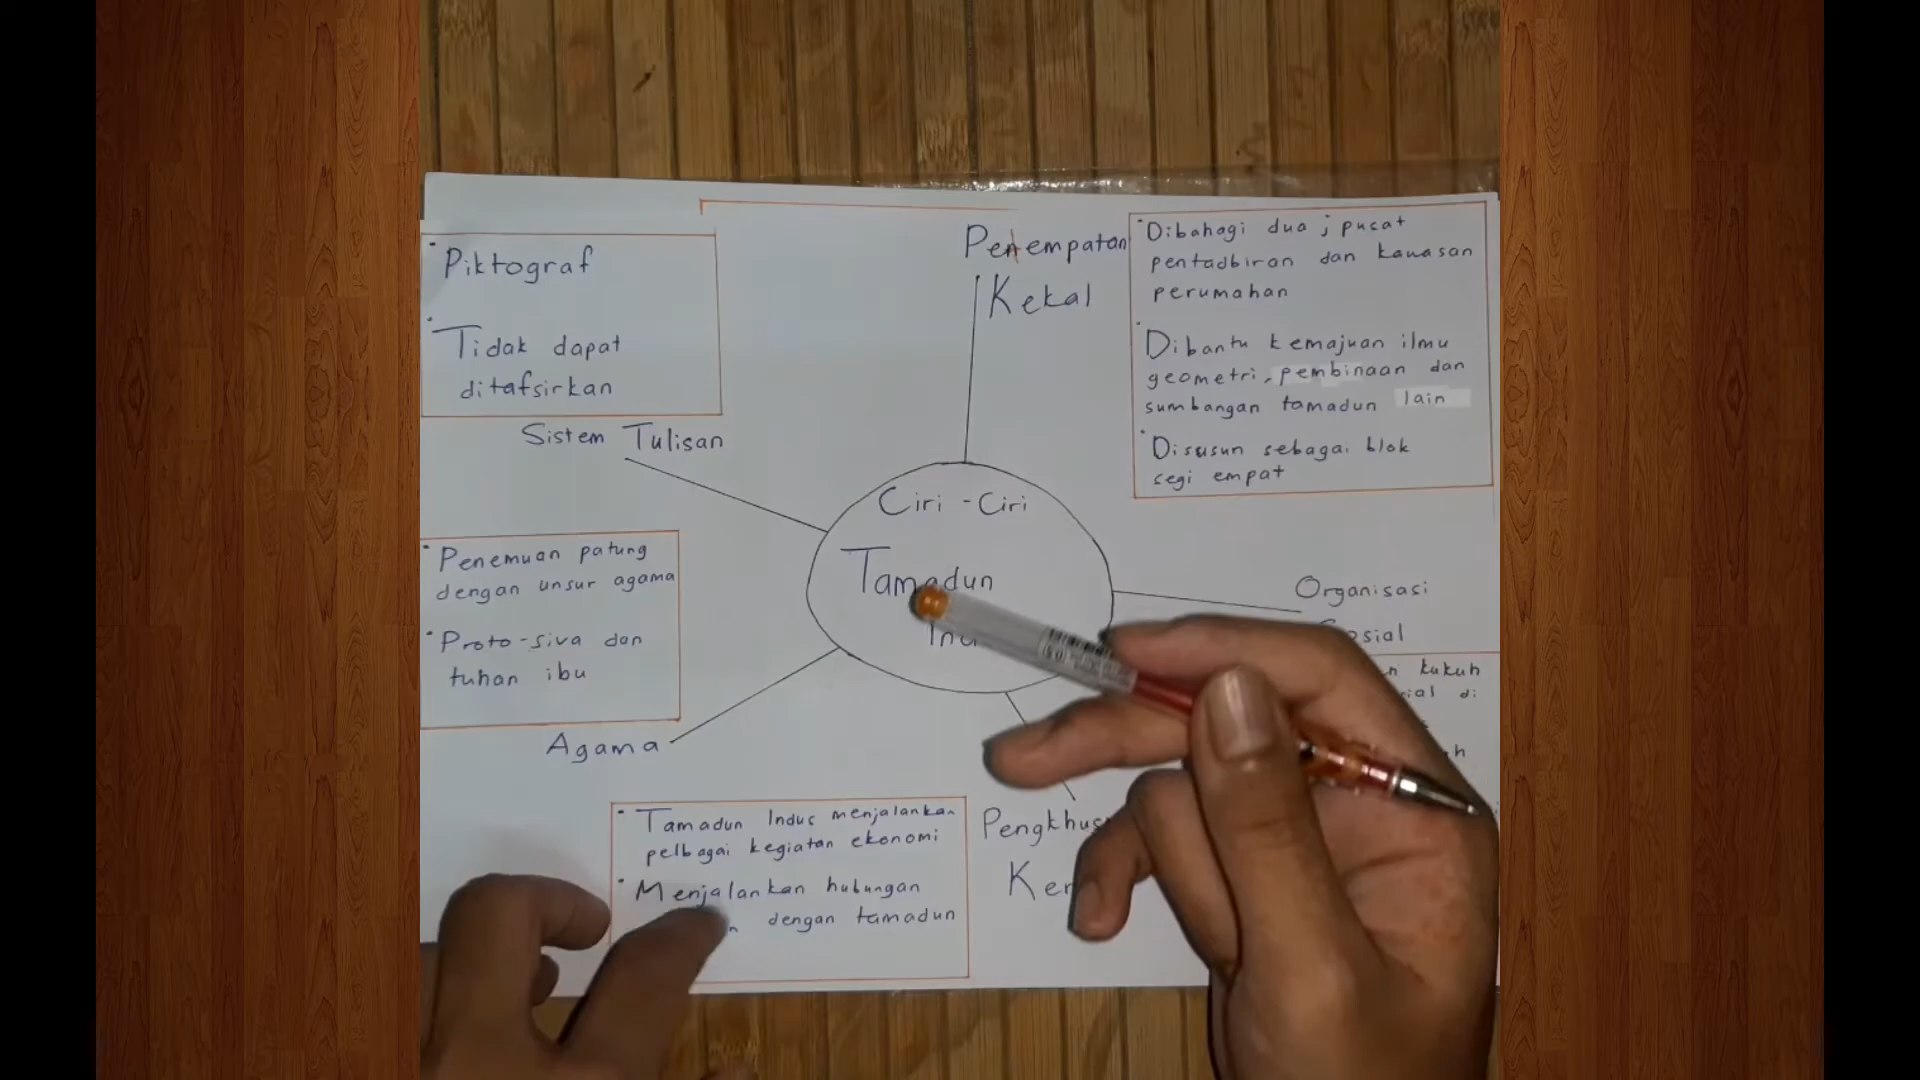 Piktograf
Tidak dapat
ditafsirkan
Sistem Tulisan
Penempatan
Kekal
Dibahagi dua ; pusat
pentadbiran dan kawasan
perumahan
Dibantu kemajuan ilmu
geometri, pembinaan dan
sumbangan tamadun lain
Disusun sebagai blok
segi empat
Ciri-Ciri
Tamadun
Penemuan patung
dengan unsur agama
Proto-siva dan
tuhan ibu
Agama
Organisasi
kukuh
di
Tamadun Indus menjalankan
pelbagai kegiatan ekonomi
Menjalankan hubungan
dengan tamadun